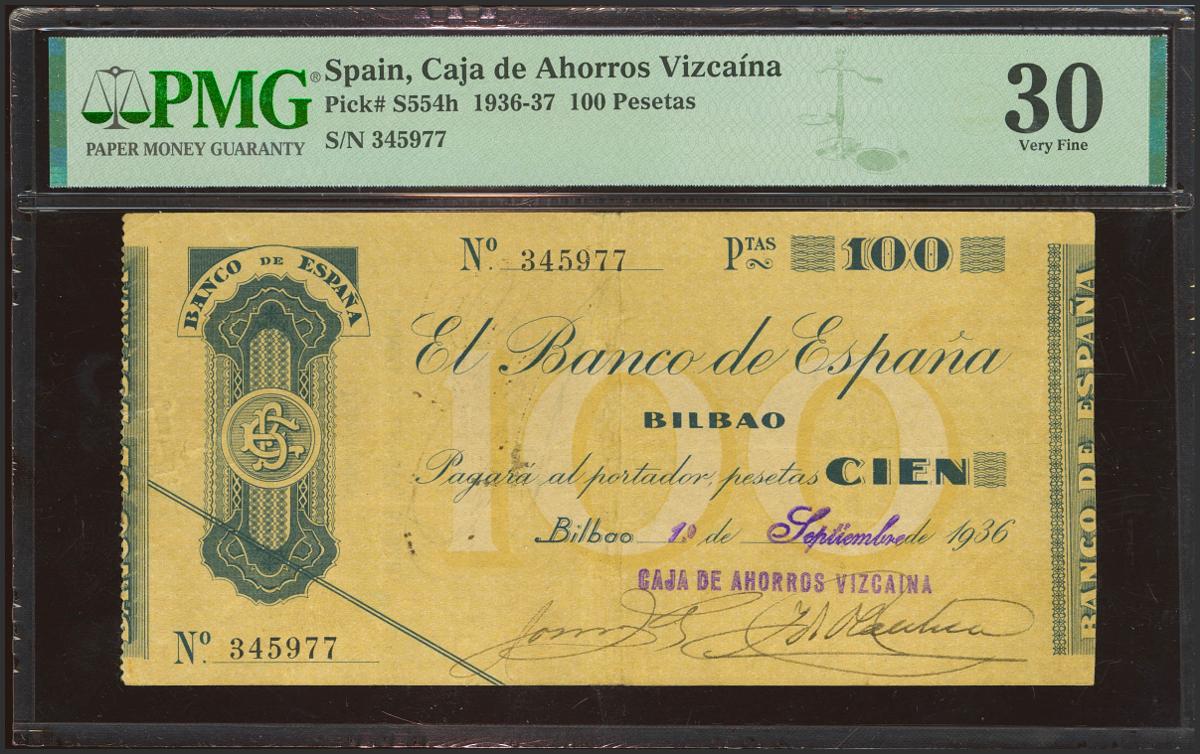 PMG®
PAPER MONEY GUARANTY
Spain, Caja de Ahorros Vizcaína
Pick# S554h 1936-37 100 Pesetas
S/N 345977
30
Very Fine
BANCO DE ESPAÑA
Nº. 345977
PTAS 100
El Banco de España
100
BILBAO
Pagará al portador, pesetas CIEN
Bilbao 1º de Septiembre de 1936
CAJA DE AHORROS VIZCAINA
Nº. 345977
BANCO DE ESPAÑA